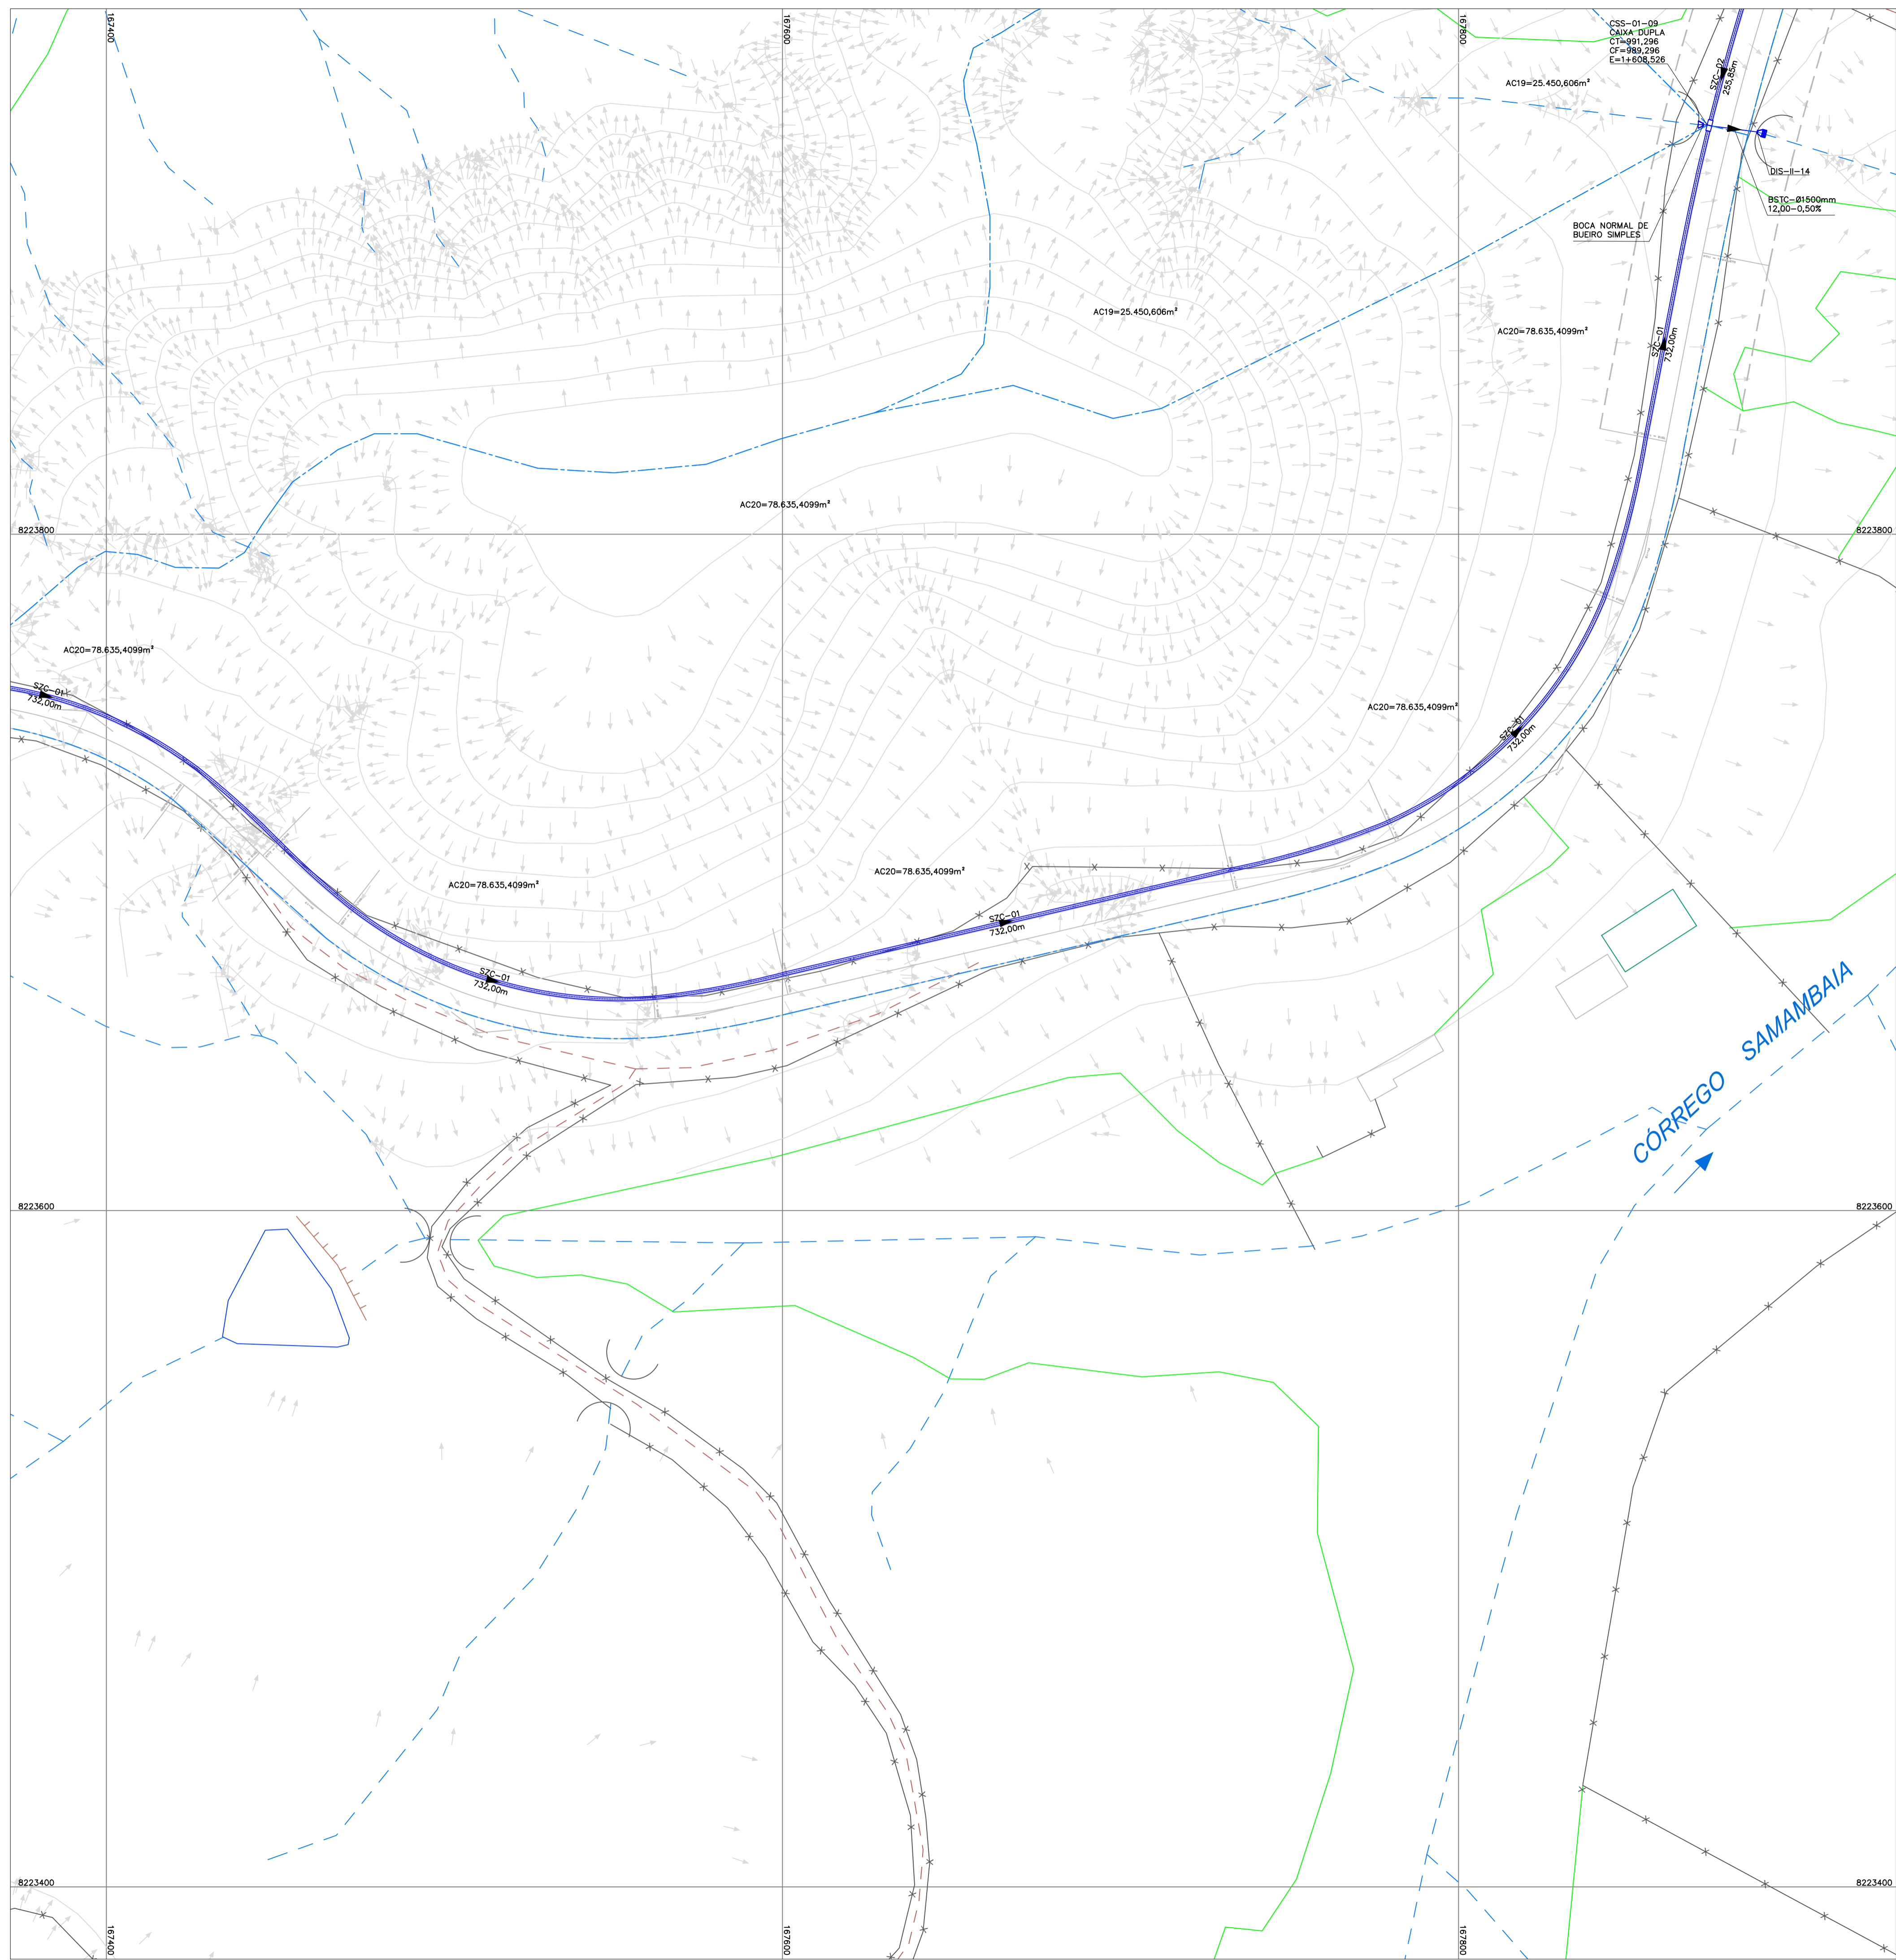 167400
167600
167800
CSS-01-09
CAIXA DUPLA
CT=991,296
CF=989,296
E=1+608,526
SZC-02
255,85m
AC19=25.450,606m²
DIS-II-14
BSTC-Ø1500mm
12,00-0,50%
BOCA NORMAL DE
BUEIRO SIMPLES
AC19=25.450,606m²
AC20=78.635,4099m²
SZC-01
732,00m
AC20=78.635,4099m²
8223800
8223800
AC20=78.635,4099m²
SZC-01
732,00m
AC20=78.635,4099m²
SZC-01
732,00m
AC20=78.635,4099m²
AC20=78.635,4099m²
SZC-01
732,00m
SZC-01
732,00m
CÓRREGO SAMAMBAIA
8223600
8223600
8223400
8223400
167400
167600
167800